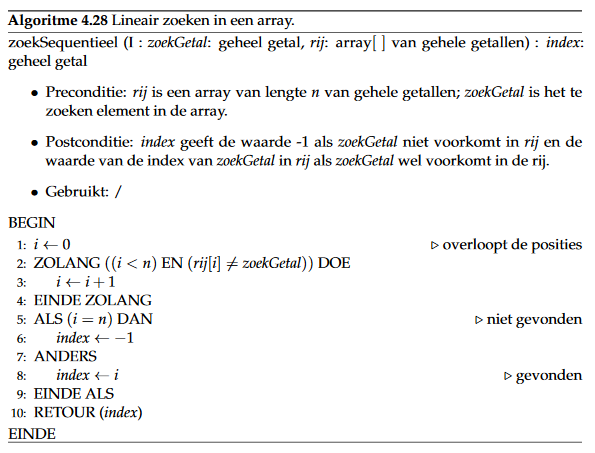 Algoritme 4.28 Lineair zoeken in een array.
zoekSequentieel (I : zoekGetal: geheel getal, rij: array[ ] van gehele getallen) : index:
geheel getal
• Preconditie: rij is een array van lengte n van gehele getallen; zoekGetal is het te
zoeken element in de array.
• Postconditie: index geeft de waarde -1 als zoekGetal niet voorkomt in rij en de
waarde van de index van zoekGetal in rij als zoekGetal wel voorkomt in de rij.
• Gebruikt: /
BEGIN
1: i ← 0 ▷ overloopt de posities
2: ZOLANG ((i < n) EN (rij[i] ≠ zoekGetal)) DOE
3: i ← i + 1
4: EINDE ZOLANG
5: ALS (i = n) DAN ▷ niet gevonden
6: index ← −1
7: ANDERS
8: index ← i ▷ gevonden
9: EINDE ALS
10: RETOUR (index)
EINDE